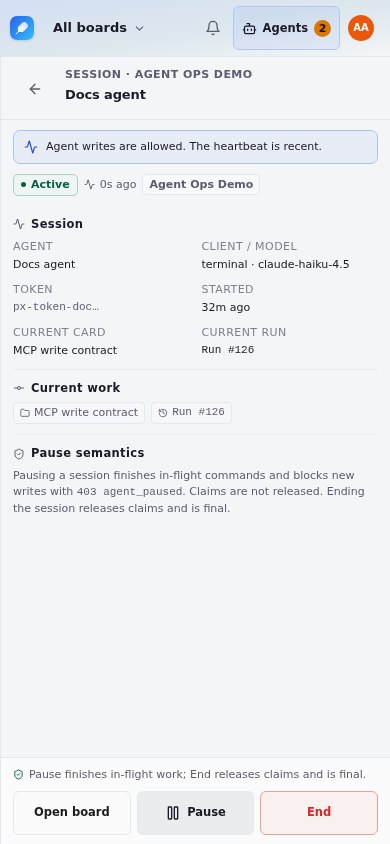 All boards
Agents 2
AA
SESSION · AGENT OPS DEMO
Docs agent
Agent writes are allowed. The heartbeat is recent.
Active 0s ago Agent Ops Demo
Session
AGENT CLIENT / MODEL
Docs agent terminal · claude-haiku-4.5
TOKEN STARTED
px-token-doc… 32m ago
CURRENT CARD CURRENT RUN
MCP write contract Run #126
Current work
MCP write contract Run #126
Pause semantics
Pausing a session finishes in-flight commands and blocks new
writes with 403 agent_paused. Claims are not released. Ending
the session releases claims and is final.
Pause finishes in-flight work; End releases claims and is final.
Open board Pause End